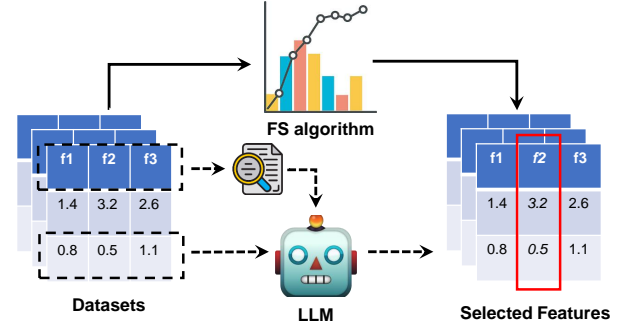 FS algorithm
f1 f2 f3
1.4 3.2 2.6
0.8 0.5 1.1
Datasets
LLM
f1 f2 f3
1.4 3.2 2.6
0.8 0.5 1.1
Selected Features